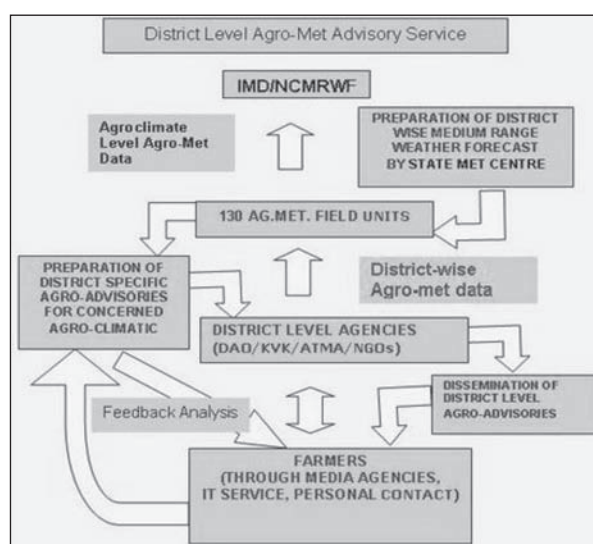 District Level Agro-Met Advisory Service
IMD/NCMRWF
Agroclimate
Level Agro-Met
Data
PREPARATION OF DISTRICT
WISE MEDIUM RANGE
WEATHER FORECAST
BY STATE MET CENTRE
130 AG.MET. FIELD UNITS
PREPARATION OF
DISTRICT SPECIFIC
AGRO-ADVISORIES
FOR CONCERNED
AGRO-CLIMATIC
District-wise
Agro-met data
DISTRICT LEVEL AGENCIES
(DAO/KVK/ATMA/NGOs)
DISSEMINATION OF
DISTRICT LEVEL
AGRO-ADVISORIES
Feedback Analysis
FARMERS
(THROUGH MEDIA AGENCIES,
IT SERVICE, PERSONAL CONTACT)